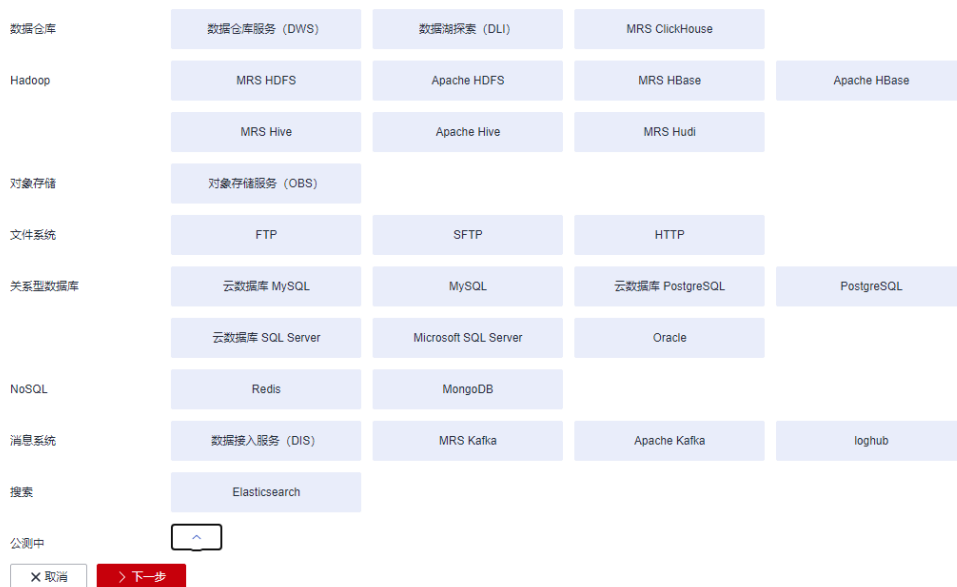 数据仓库 数据仓库服务（DWS） 数据湖探索（DLI） MRS ClickHouse
Hadoop MRS HDFS Apache HDFS MRS HBase Apache HBase
MRS Hive Apache Hive MRS Hudi
对象存储 对象存储服务（OBS）
文件系统 FTP SFTP HTTP
关系型数据库 云数据库 MySQL MySQL 云数据库 PostgreSQL PostgreSQL
云数据库 SQL Server Microsoft SQL Server Oracle
NoSQL Redis MongoDB
消息系统 数据接入服务（DIS） MRS Kafka Apache Kafka loghub
搜索 Elasticsearch
公测中
取消 下一步